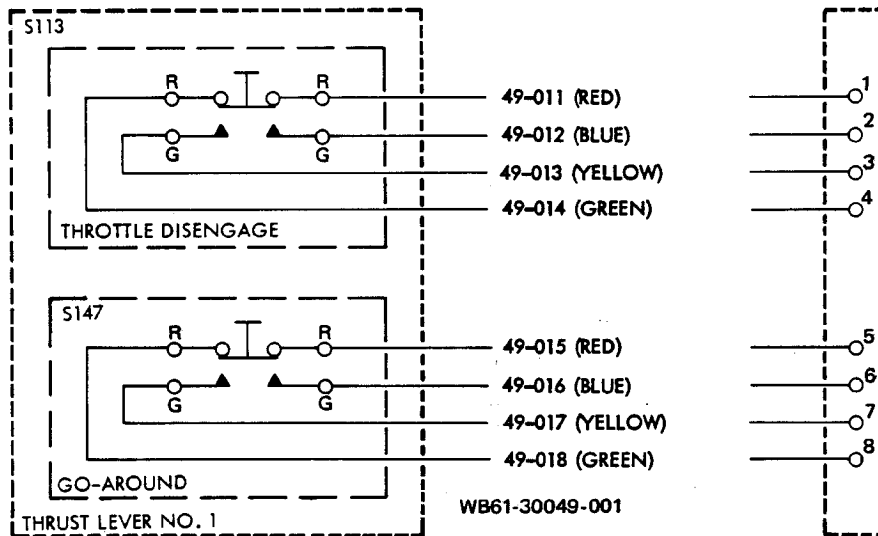 S113
R R
49-011 (RED) 1
49-012 (BLUE) 2
G G
49-013 (YELLOW) 3
49-014 (GREEN) 4
THROTTLE DISENGAGE
S147
R R
49-015 (RED) 5
49-016 (BLUE) 6
G G
49-017 (YELLOW) 7
49-018 (GREEN) 8
GO-AROUND
WB61-30049-001
THRUST LEVER NO. 1